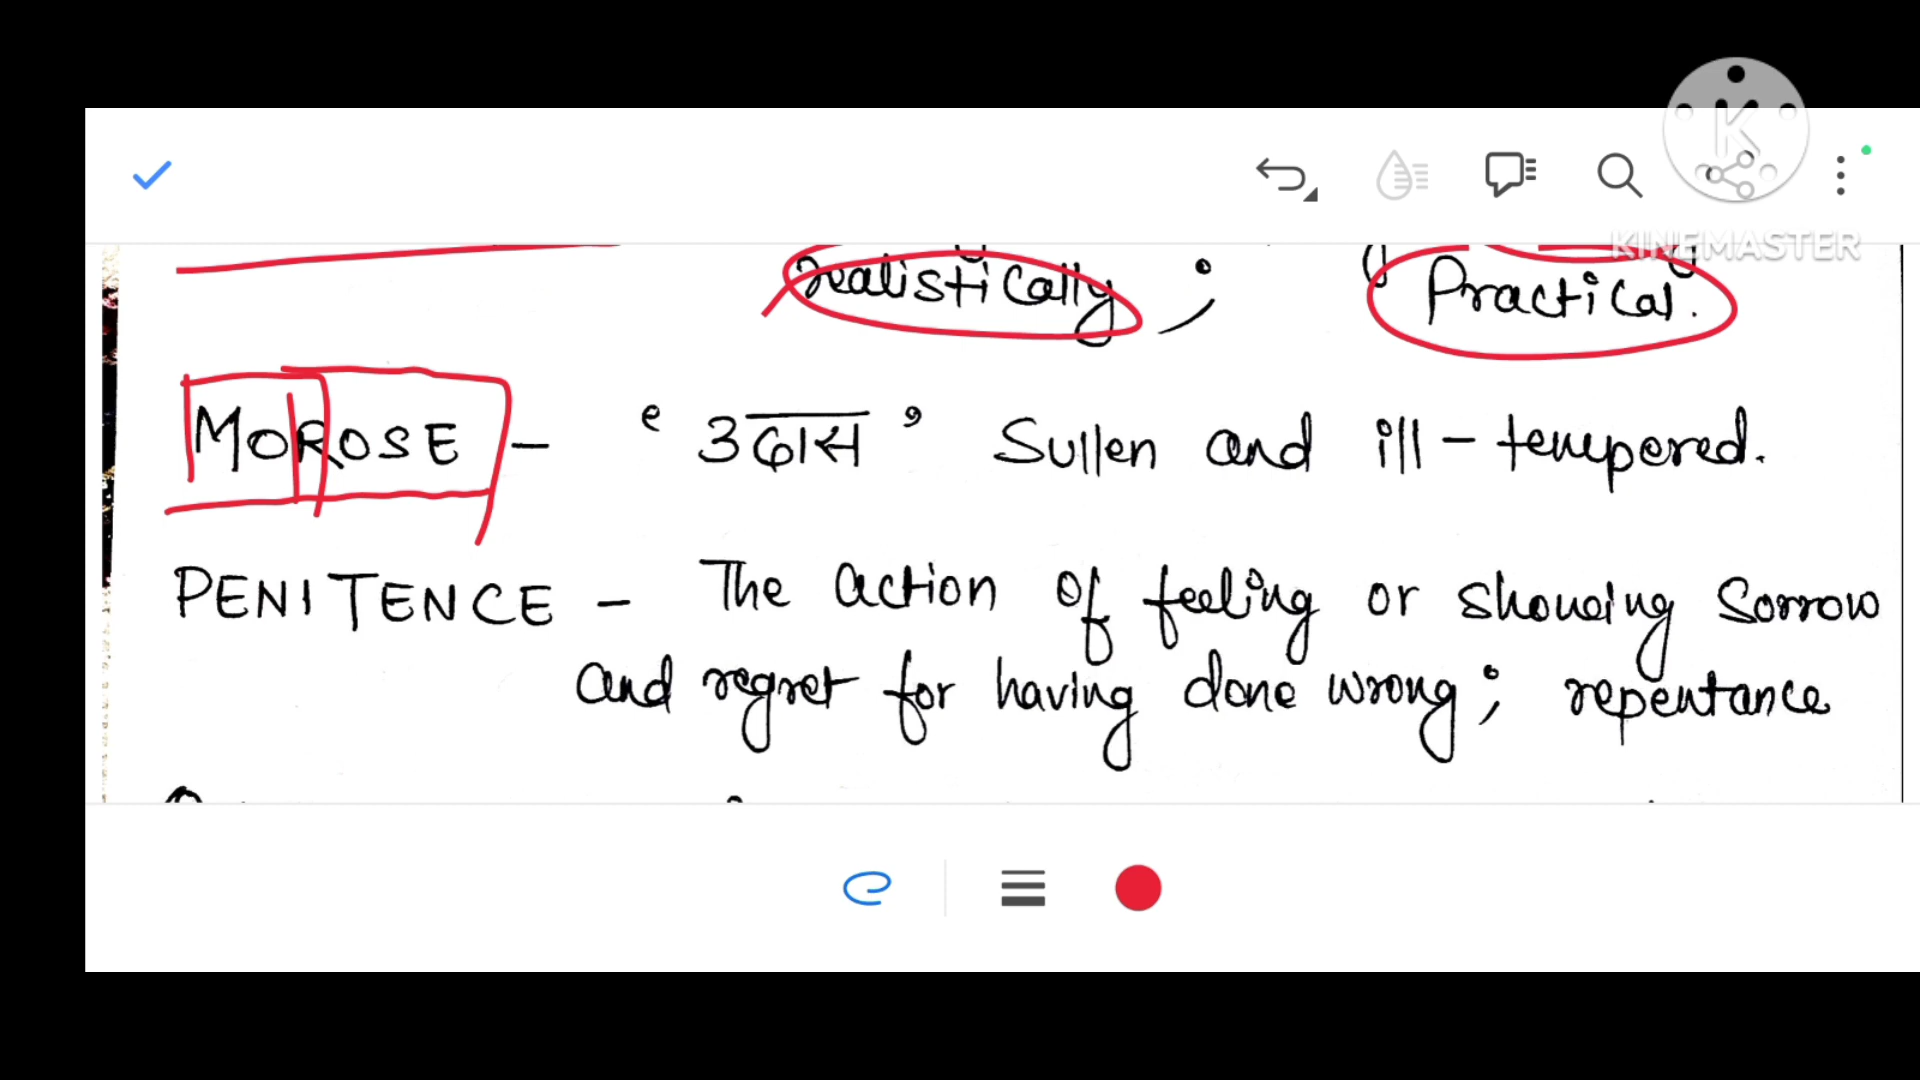 KINEMASTER
realistically ; Practical.
MOROSE - ' उदास ' Sullen and ill-tempered.
PENITENCE - The action of feeling or showing sorrow
and regret for having done wrong; repentance